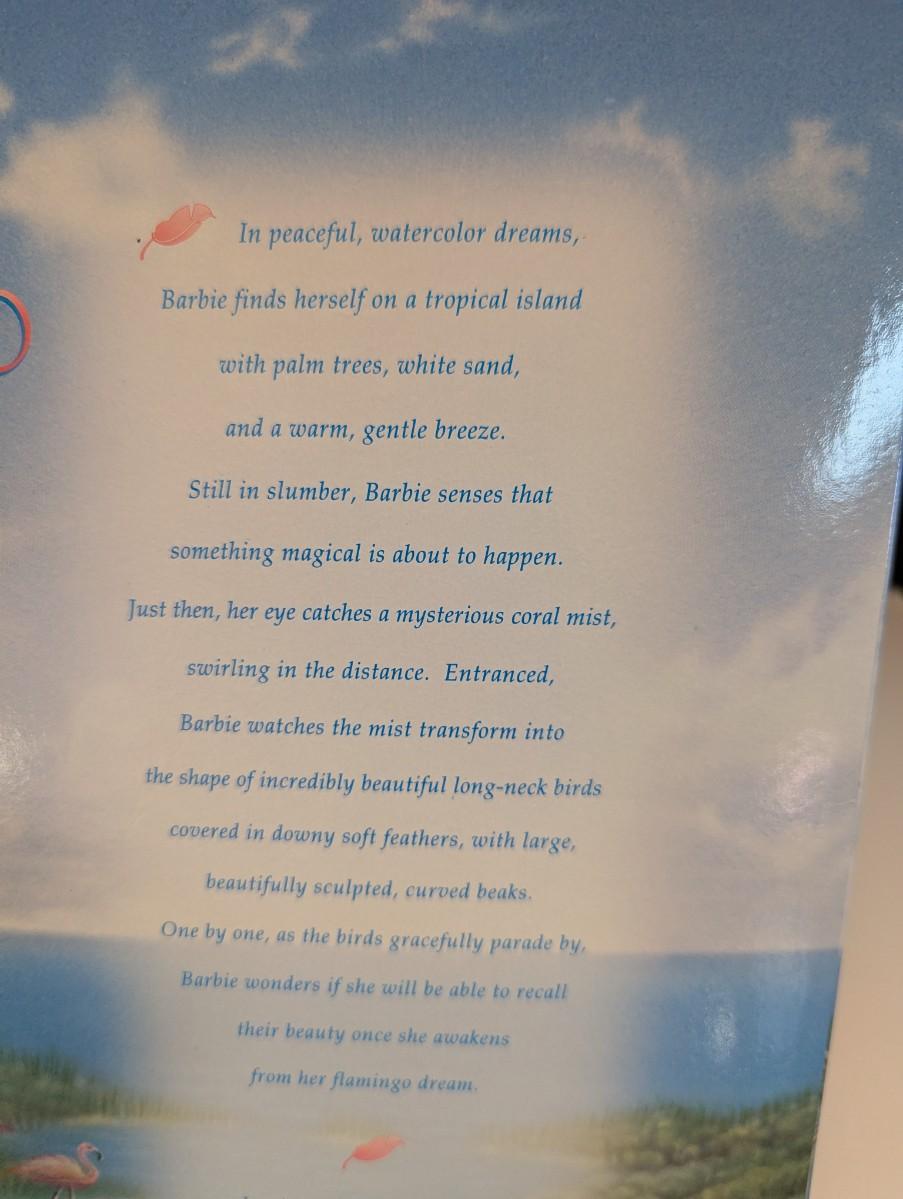 In peaceful, watercolor dreams,
Barbie finds herself on a tropical island
with palm trees, white sand,
and a warm, gentle breeze.
Still in slumber, Barbie senses that
something magical is about to happen.
Just then, her eye catches a mysterious coral mist,
swirling in the distance.  Entranced,
Barbie watches the mist transform into
the shape of incredibly beautiful long-neck birds
covered in downy soft feathers, with large,
beautifully sculpted, curved beaks.
One by one, as the birds gracefully parade by,
Barbie wonders if she will be able to recall
their beauty once she awakens
from her flamingo dream.